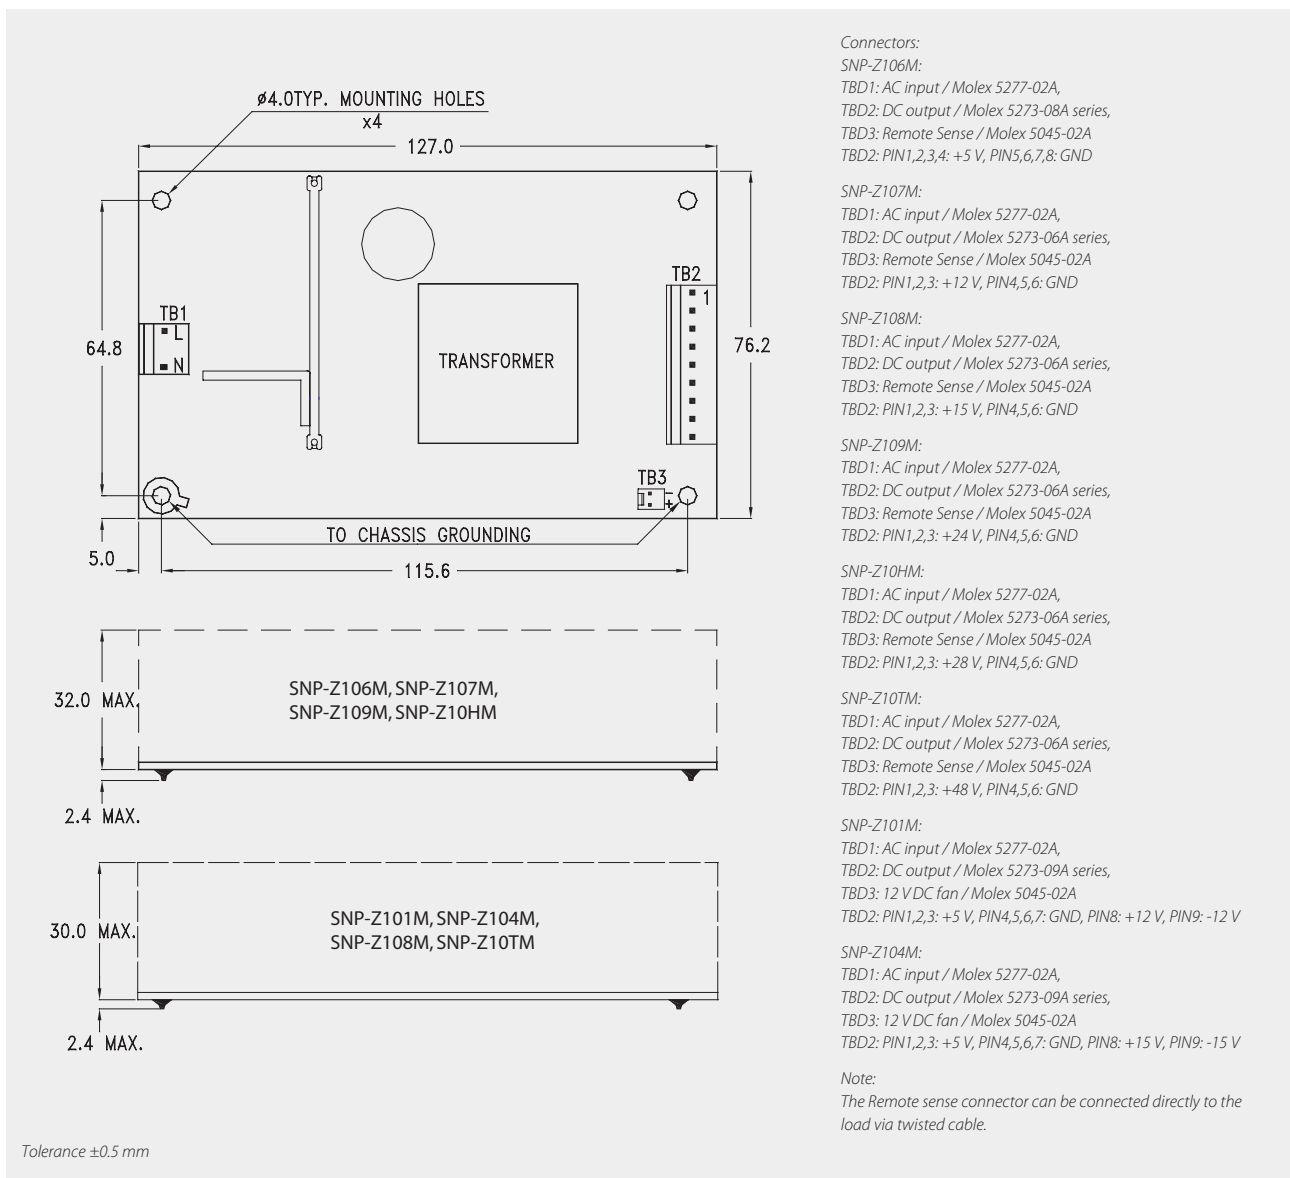 ø4.0TYP. MOUNTING HOLES
x4
127.0
TB1
L
N
TB2
1
64.8
76.2
TRANSFORMER
TB3
-
+
TO CHASSIS GROUNDING
5.0
115.6
32.0 MAX.
SNP-Z106M, SNP-Z107M,
SNP-Z109M, SNP-Z10HM
2.4 MAX.
30.0 MAX.
SNP-Z101M, SNP-Z104M,
SNP-Z108M, SNP-Z10TM
2.4 MAX.
Tolerance ±0.5 mm
Connectors:
SNP-Z106M:
TBD1: AC input / Molex 5277-02A,
TBD2: DC output / Molex 5273-08A series,
TBD3: Remote Sense / Molex 5045-02A
TBD2: PIN1,2,3,4: +5 V, PIN5,6,7,8: GND
SNP-Z107M:
TBD1: AC input / Molex 5277-02A,
TBD2: DC output / Molex 5273-06A series,
TBD3: Remote Sense / Molex 5045-02A
TBD2: PIN1,2,3: +12 V, PIN4,5,6: GND
SNP-Z108M:
TBD1: AC input / Molex 5277-02A,
TBD2: DC output / Molex 5273-06A series,
TBD3: Remote Sense / Molex 5045-02A
TBD2: PIN1,2,3: +15 V, PIN4,5,6: GND
SNP-Z109M:
TBD1: AC input / Molex 5277-02A,
TBD2: DC output / Molex 5273-06A series,
TBD3: Remote Sense / Molex 5045-02A
TBD2: PIN1,2,3: +24 V, PIN4,5,6: GND
SNP-Z10HM:
TBD1: AC input / Molex 5277-02A,
TBD2: DC output / Molex 5273-06A series,
TBD3: Remote Sense / Molex 5045-02A
TBD2: PIN1,2,3: +28 V, PIN4,5,6: GND
SNP-Z10TM:
TBD1: AC input / Molex 5277-02A,
TBD2: DC output / Molex 5273-06A series,
TBD3: Remote Sense / Molex 5045-02A
TBD2: PIN1,2,3: +48 V, PIN4,5,6: GND
SNP-Z101M:
TBD1: AC input / Molex 5277-02A,
TBD2: DC output / Molex 5273-09A series,
TBD3: 12 V DC fan / Molex 5045-02A
TBD2: PIN1,2,3: +5 V, PIN4,5,6,7: GND, PIN8: +12 V, PIN9: -12 V
SNP-Z104M:
TBD1: AC input / Molex 5277-02A,
TBD2: DC output / Molex 5273-09A series,
TBD3: 12 V DC fan / Molex 5045-02A
TBD2: PIN1,2,3: +5 V, PIN4,5,6,7: GND, PIN8: +15 V, PIN9: -15 V
Note:
The Remote sense connector can be connected directly to the
load via twisted cable.